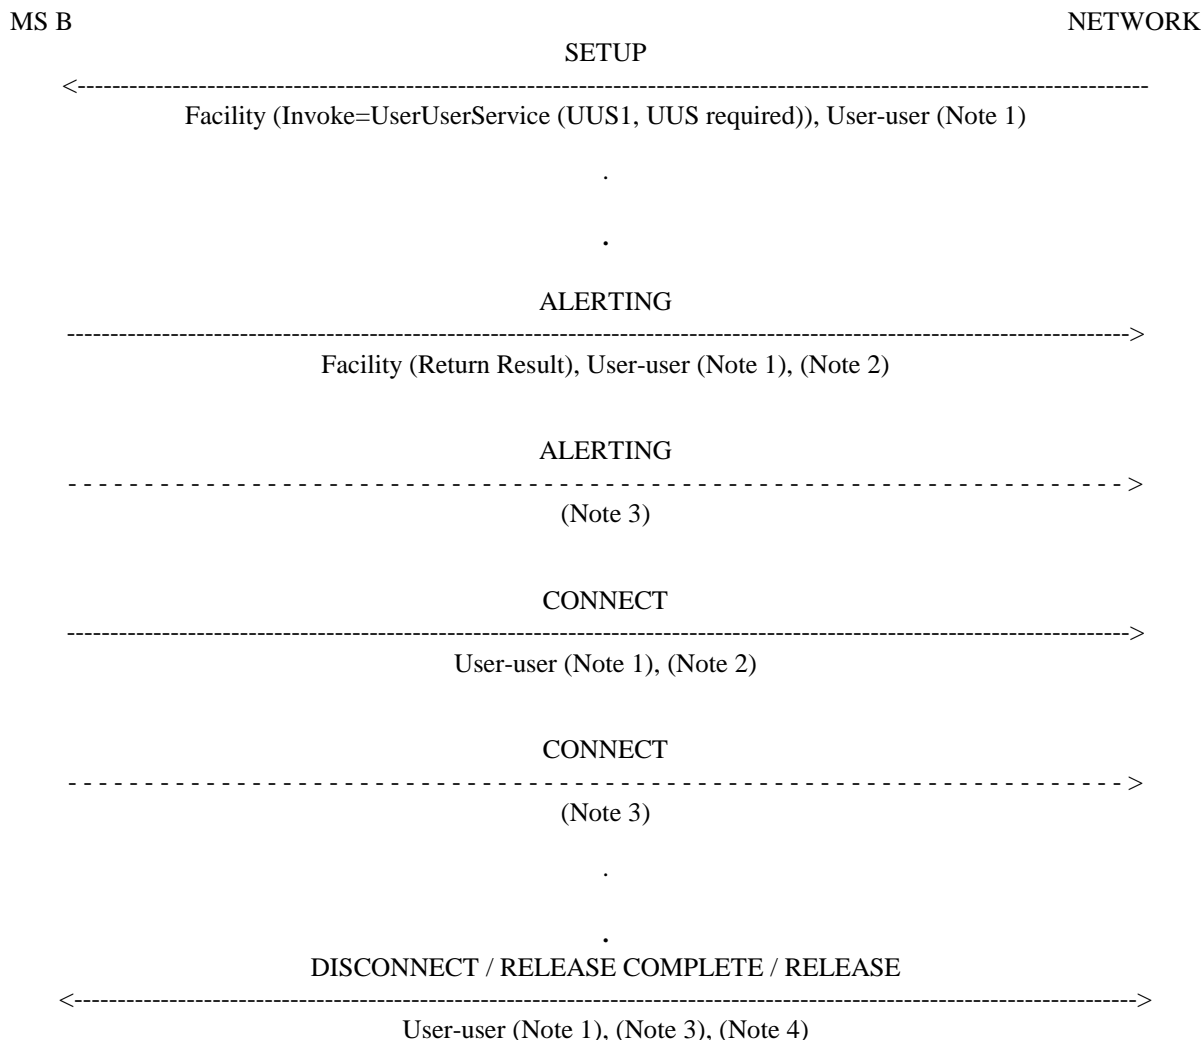 MS B NETWORK
SETUP
<------------------------------------------------------------------------------------------------------------------------------
Facility (Invoke=UserUserService (UUS1, UUS required)), User-user (Note 1)
.
.
ALERTING
----------------------------------------------------------------------------------------------------------------------------->
Facility (Return Result), User-user (Note 1), (Note 2)
ALERTING
- - - - - - - - - - - - - - - - - - - - - - - - - - - - - - - - - - - - - - - - - - - - - - - - - - - - - - - - - - - - - - - - - - - - - >
(Note 3)
CONNECT
----------------------------------------------------------------------------------------------------------------------------->
User-user (Note 1), (Note 2)
CONNECT
- - - - - - - - - - - - - - - - - - - - - - - - - - - - - - - - - - - - - - - - - - - - - - - - - - - - - - - - - - - - - - - - - - - - - >
(Note 3)
.
.
DISCONNECT / RELEASE COMPLETE / RELEASE
<---------------------------------------------------------------------------------------------------------------------------->
User-user (Note 1), (Note 3), (Note 4)